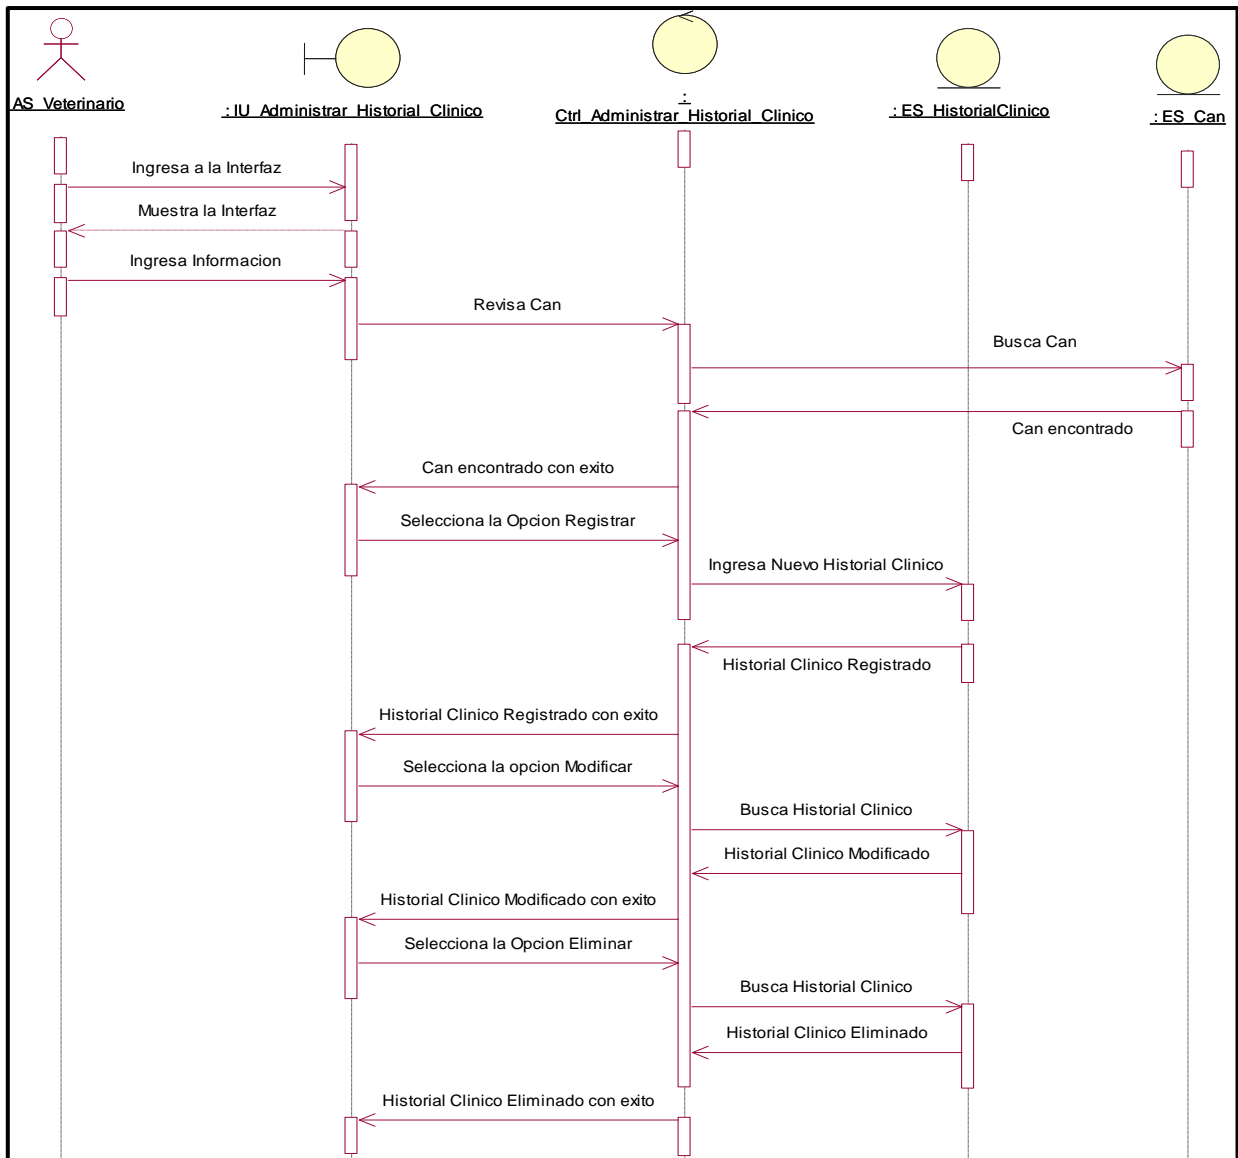 AS_Veterinario
: IU_Administrar_Historial_Clinico
:
Ctrl_Administrar_Historial_Clinico
: ES_HistorialClinico
: ES_Can
Ingresa a la Interfaz
Muestra la Interfaz
Ingresa Informacion
Revisa Can
Busca Can
Can encontrado
Can encontrado con exito
Selecciona la Opcion Registrar
Ingresa Nuevo Historial Clinico
Historial Clinico Registrado
Historial Clinico Registrado con exito
Selecciona la opcion Modificar
Busca Historial Clinico
Historial Clinico Modificado
Historial Clinico Modificado con exito
Selecciona la Opcion Eliminar
Busca Historial Clinico
Historial Clinico Eliminado
Historial Clinico Eliminado con exito